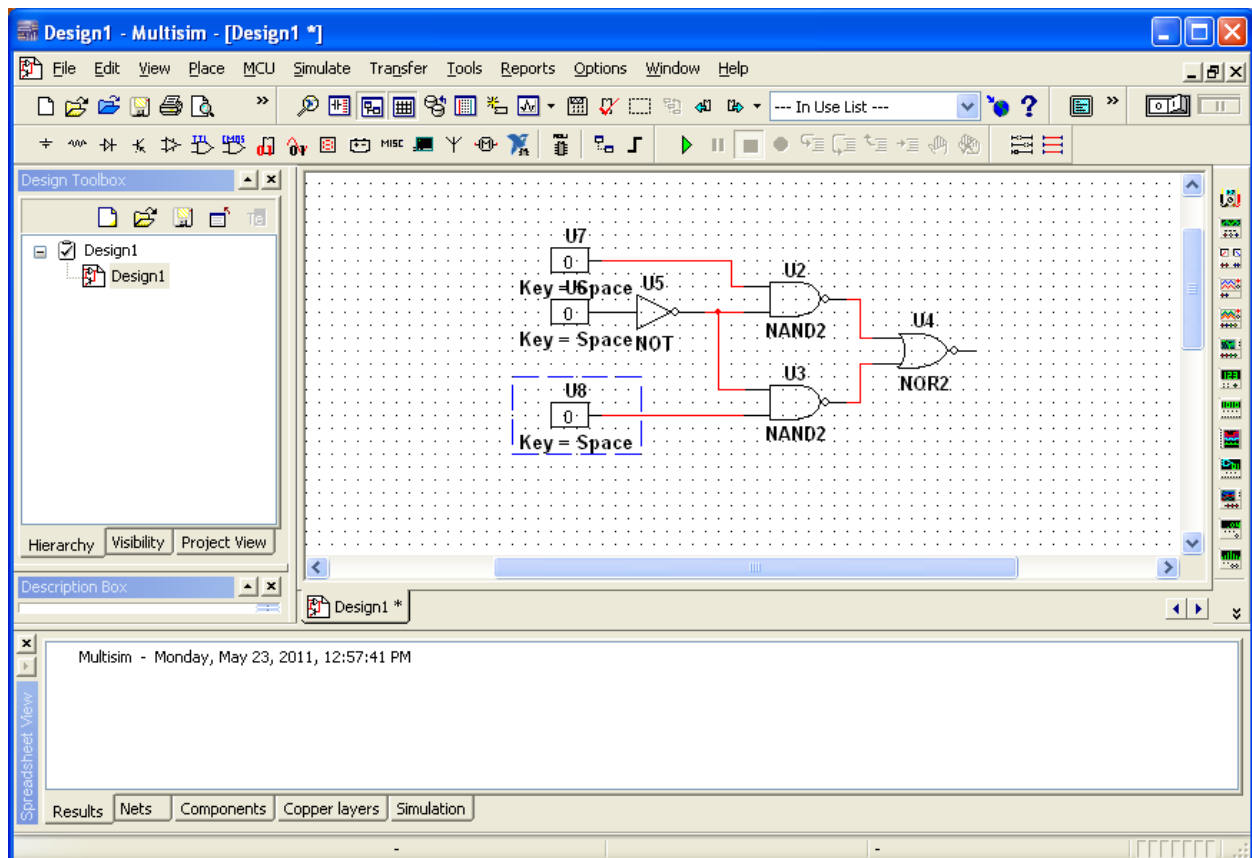 Design1 - Multisim - [Design1 *]
File Edit View Place MCU Simulate Transfer Tools Reports Options Window Help
--- In Use List ---
TTL CMOS MISC
Design Toolbox
Design1
Design1
Hierarchy Visibility Project View
Description Box
U7
0
Key = Space
U6
0
Key = Space
U5
NOT
U2
NAND2
U4
NOR2
U3
NAND2
U8
0
Key = Space
Design1 *
Multisim - Monday, May 23, 2011, 12:57:41 PM
Spreadsheet View
Results Nets Components Copper layers Simulation